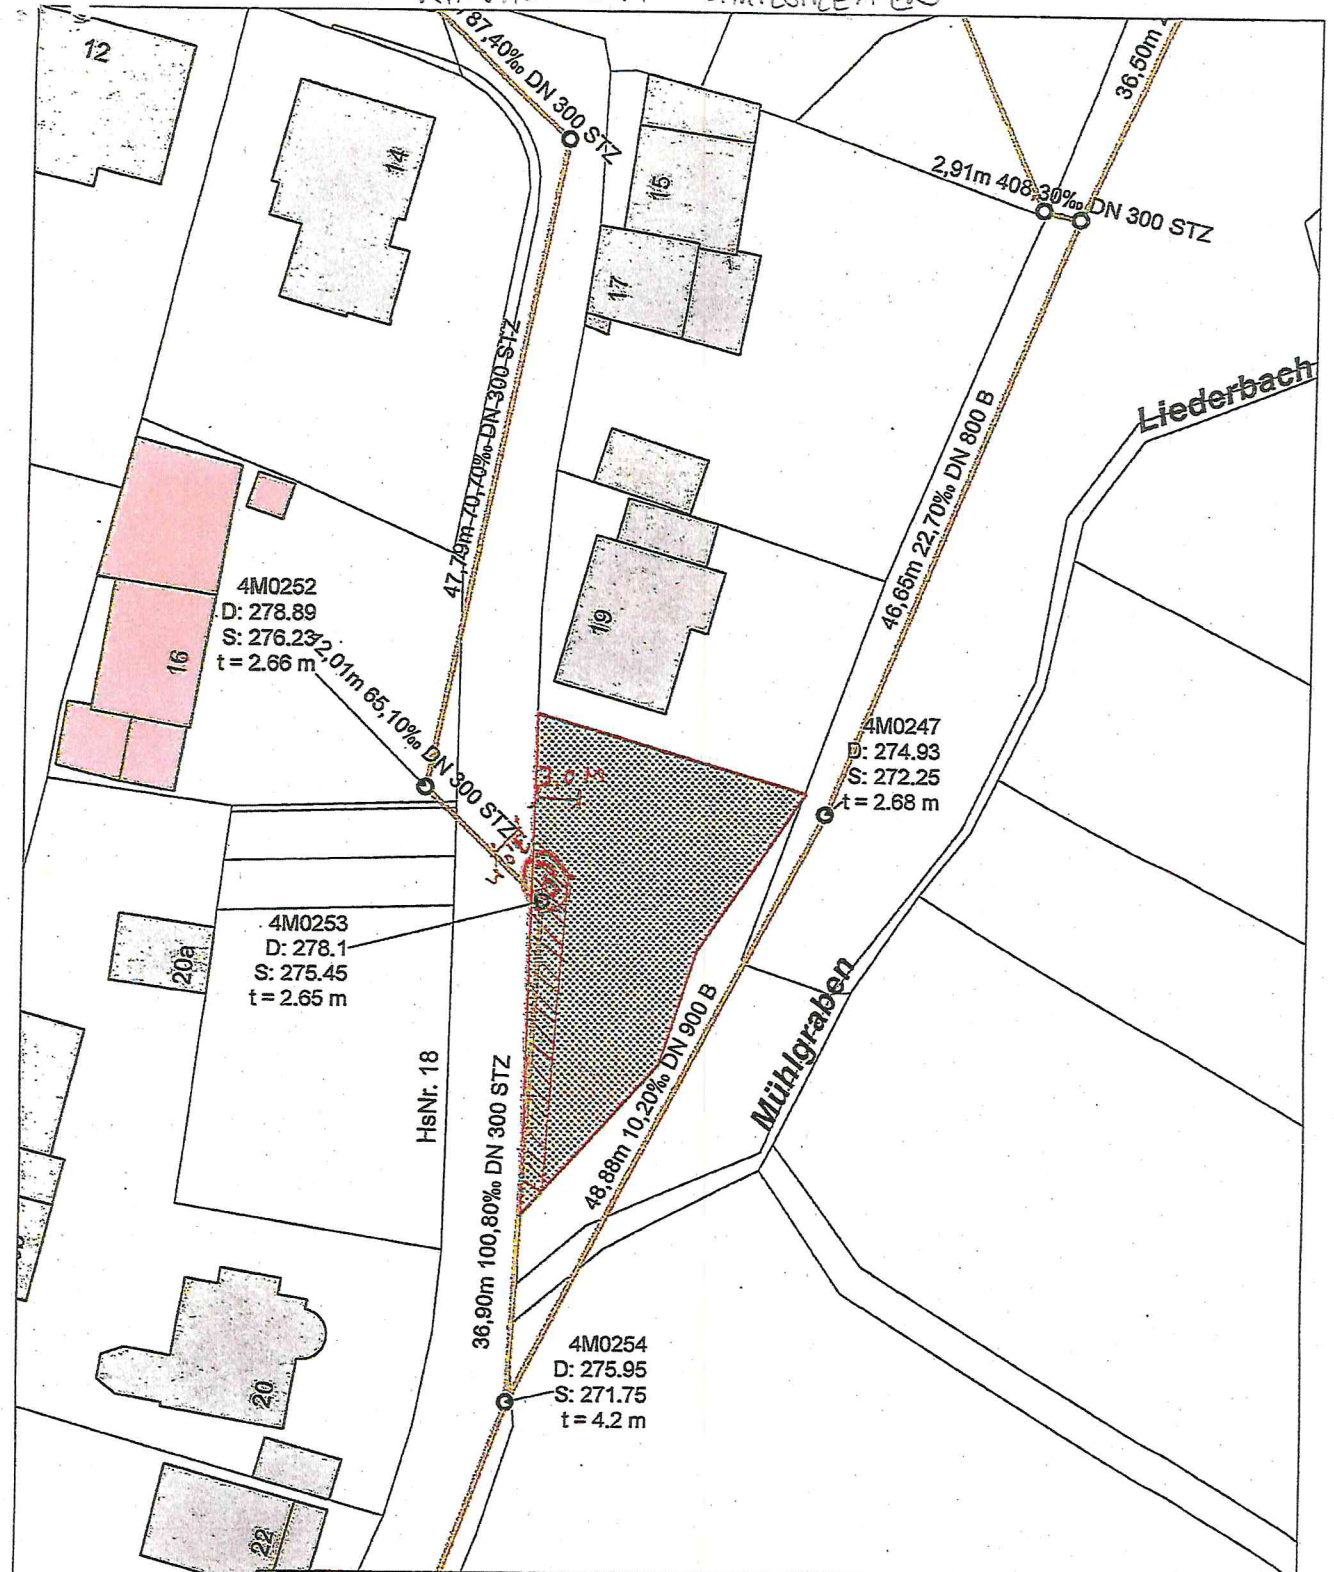 12
787,40‰ DN 300 STZ
36,50m
14
15
2,91m 408,30‰ DN 300 STZ
17
47,79m 70,70‰ DN 300 STZ
Liederbach
46,65m 22,70‰ DN 800 B
19
4M0252
D: 278.89
S: 276.23
t = 2.66 m
16
12,01m 65,10‰ DN 300 STZ
4M0247
D: 274.93
S: 272.25
t = 2.68 m
4M0253
D: 278.1
S: 275.45
t = 2.65 m
20a
HsNr. 18
Mühlgraben
36,90m 100,80‰ DN 300 STZ
48,88m 10,20‰ DN 900 B
4M0254
D: 275.95
S: 271.75
t = 4.2 m
20
22